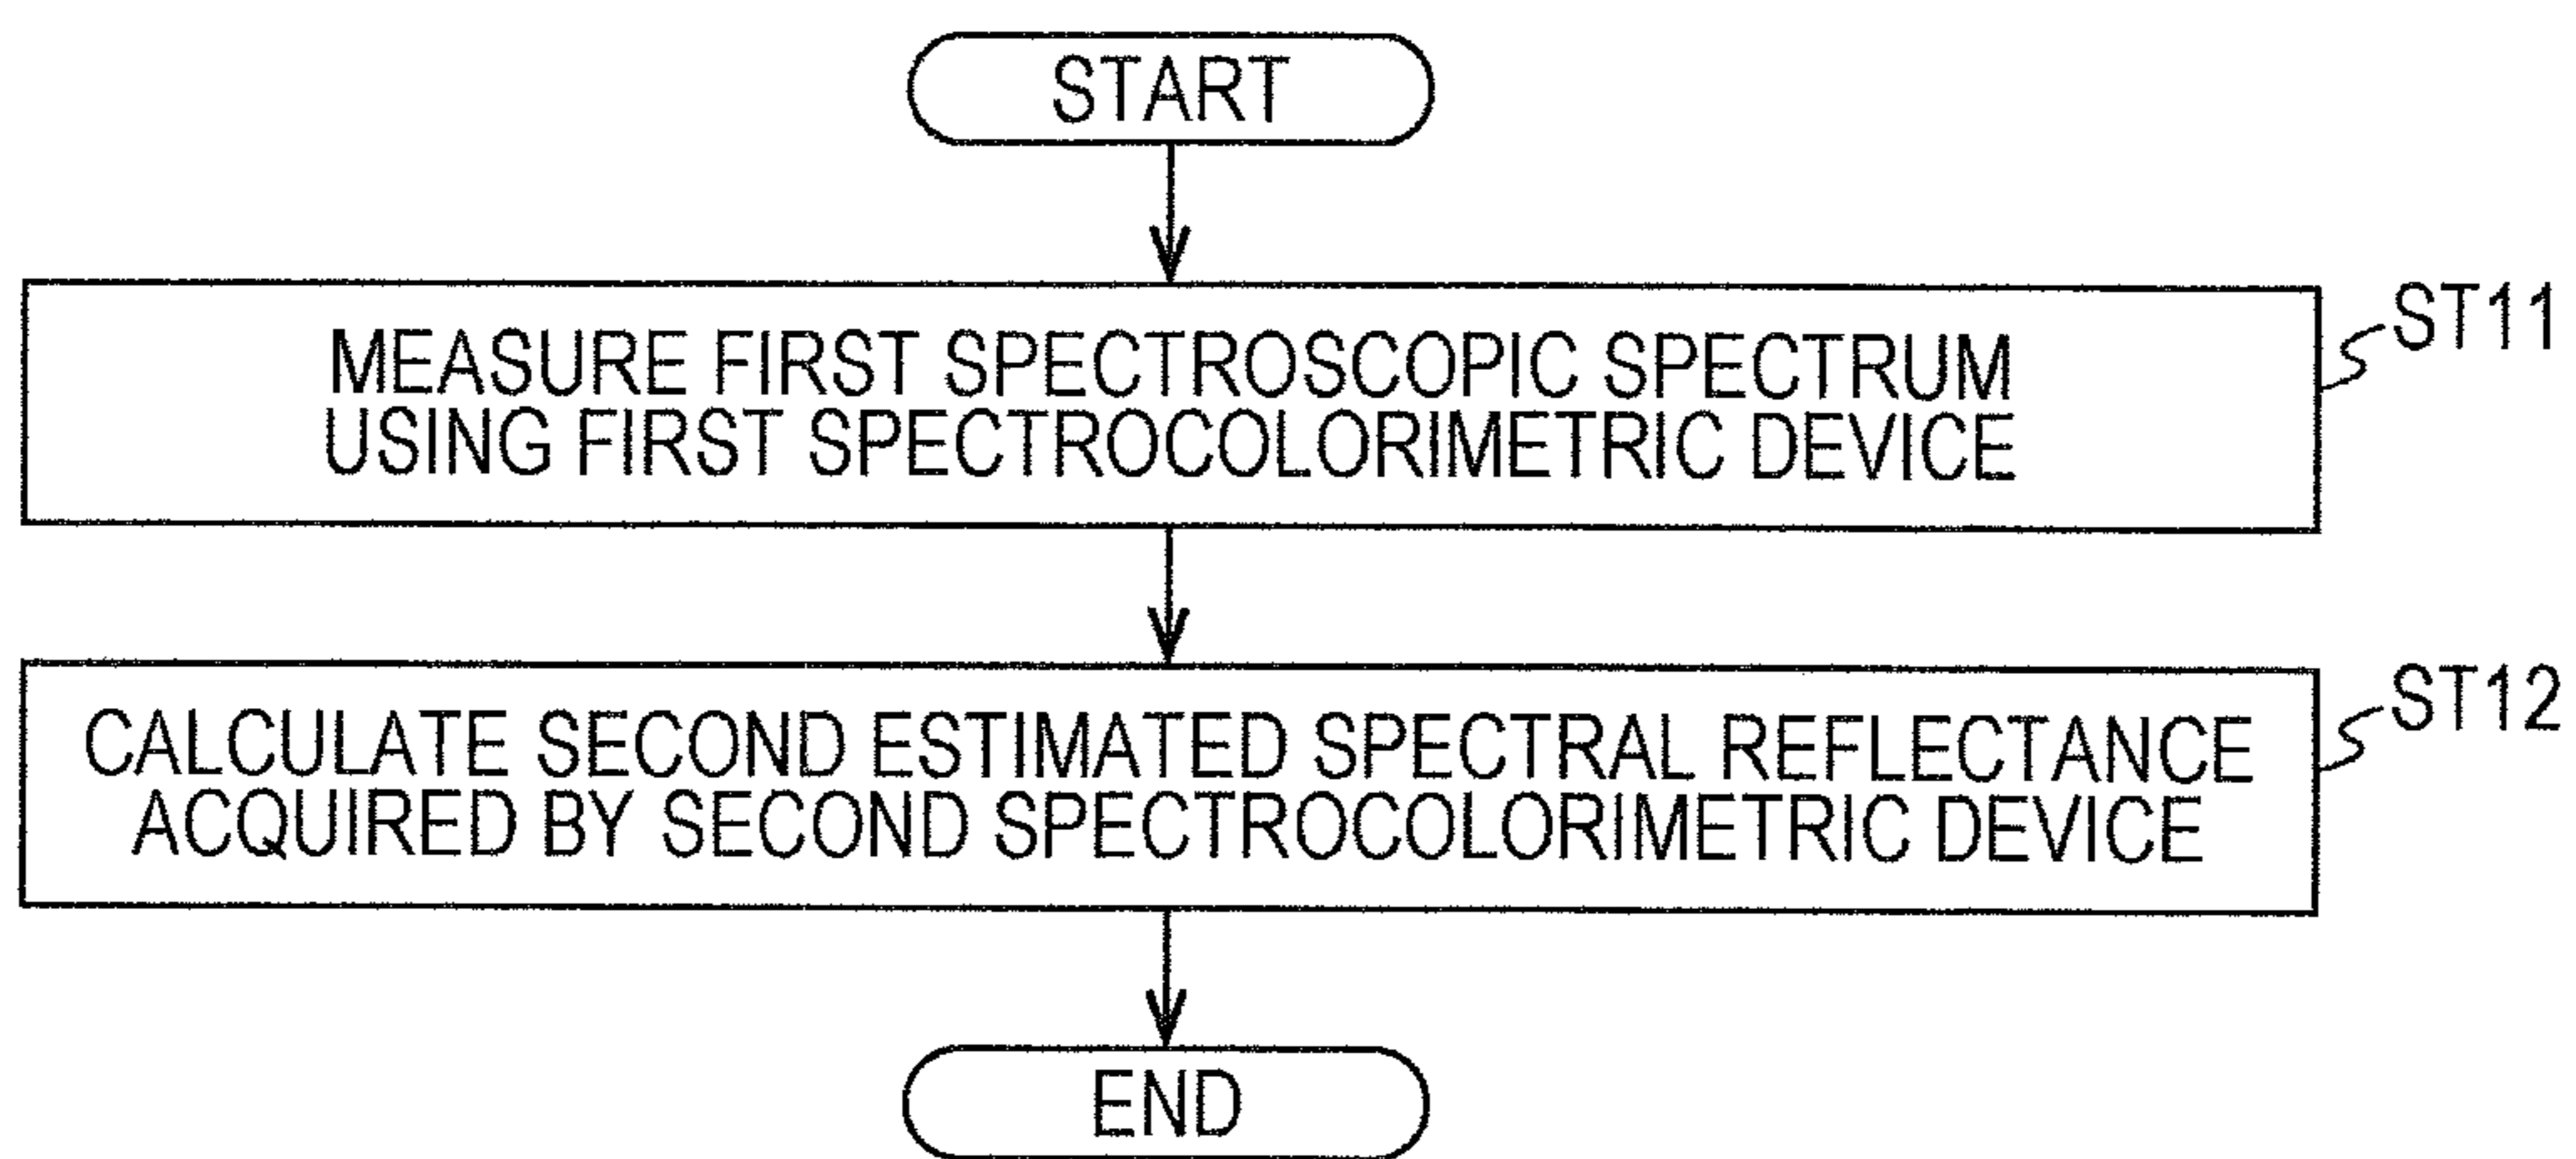 START
MEASURE FIRST SPECTROSCOPIC SPECTRUM
USING FIRST SPECTROCOLORIMETRIC DEVICE
ST11
CALCULATE SECOND ESTIMATED SPECTRAL REFLECTANCE
ACQUIRED BY SECOND SPECTROCOLORIMETRIC DEVICE
ST12
END